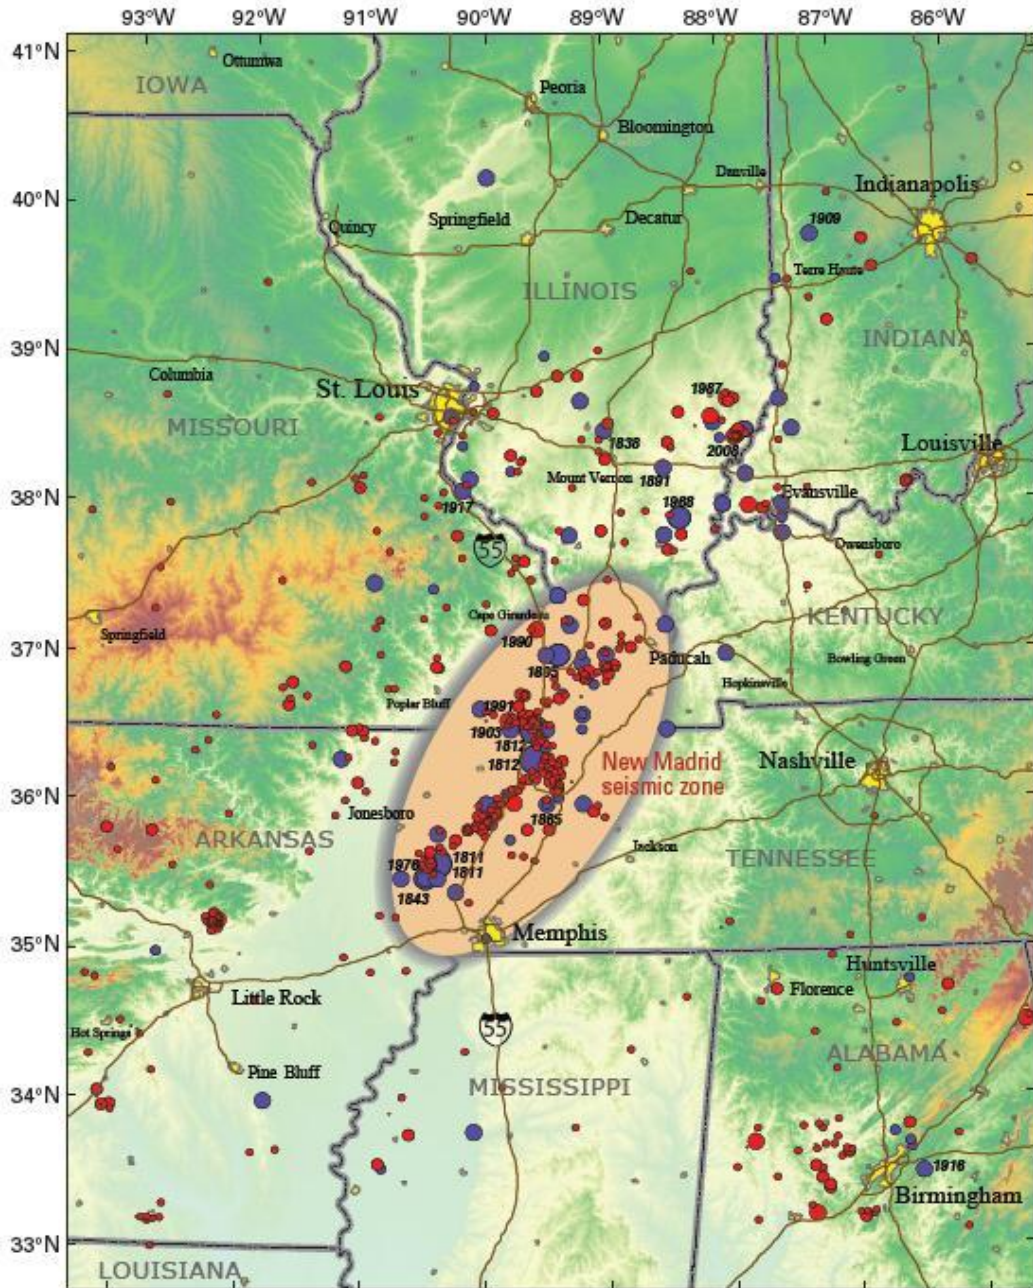 93°W 92°W 91°W 90°W 89°W 88°W 87°W 86°W
41°N
Ottumwa
IOWA
Peoria
Bloomington
40°N
Danville
Indianapolis
Quincy
Springfield
Decatur
1909
Terre Haute
ILLINOIS
INDIANA
39°N
Columbia
St. Louis
1987
MISSOURI
1838
2008
Louisville
Mount Vernon
1891
38°N
1917
1968
Evansville
55
Owensboro
Springfield
Cape Girardeau
KENTUCKY
37°N
1990
1895
Paducah
Bowling Green
Hopkinsville
Poplar Bluff
1991
1903
1812
1812
New Madrid
seismic zone
Nashville
36°N
Jonesboro
1865
ARKANSAS
Jackson
TENNESSEE
1976
1811
1811
1843
35°N
Memphis
Huntsville
Little Rock
Florence
Hot Springs
55
ALABAMA
Pine Bluff
MISSISSIPPI
34°N
1916
Birmingham
33°N
LOUISIANA